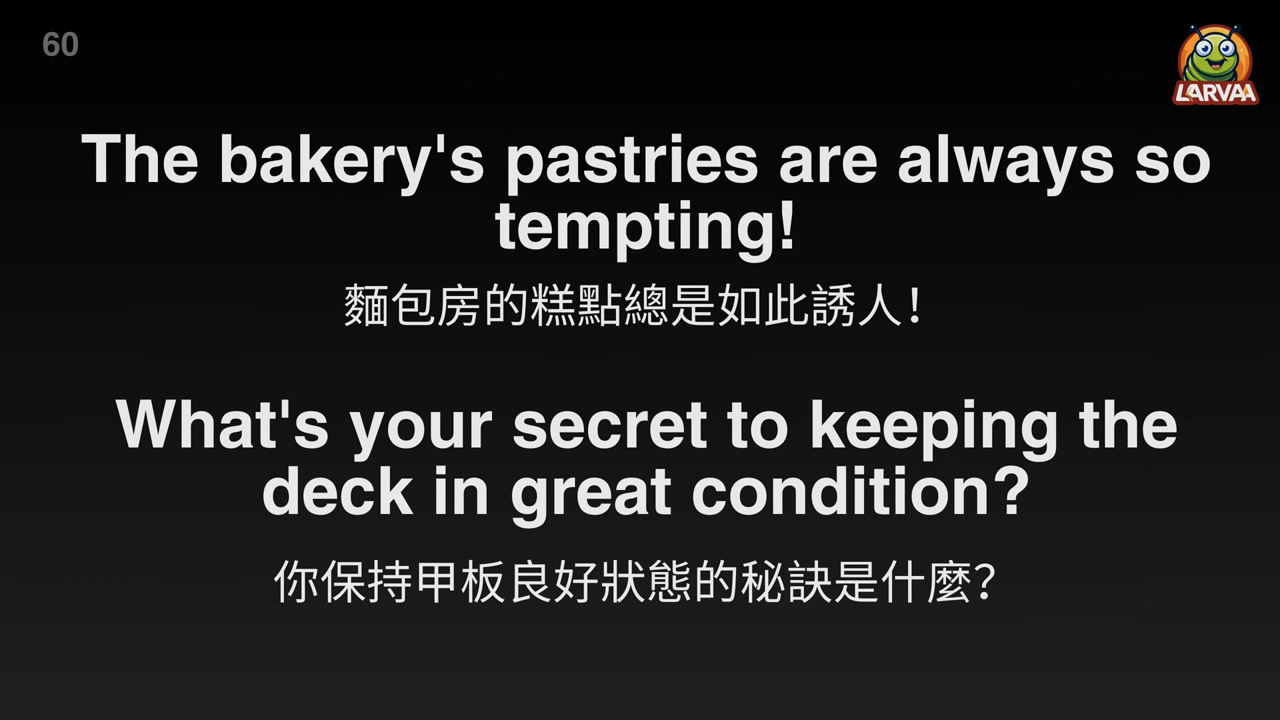 60
LARVAA
The bakery's pastries are always so
tempting!
麵包房的糕點總是如此誘人！
What's your secret to keeping the
deck in great condition?
你保持甲板良好狀態的秘訣是什麼？